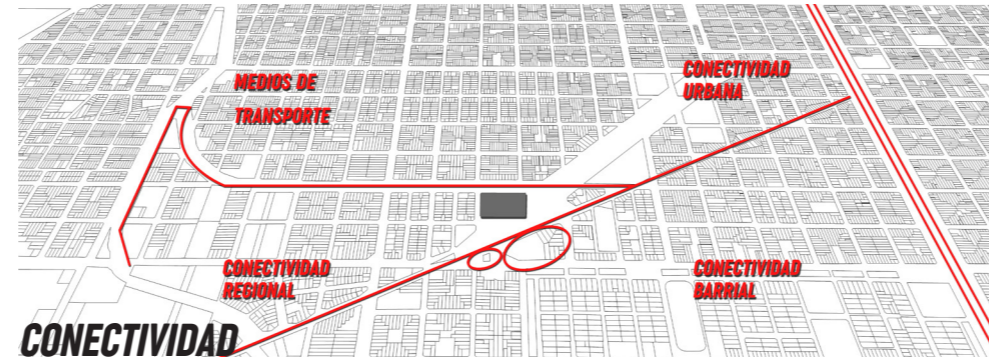 MEDIOS DE
TRANSPORTE
CONECTIVIDAD
URBANA
CONECTIVIDAD
REGIONAL
CONECTIVIDAD
BARRIAL
CONECTIVIDAD